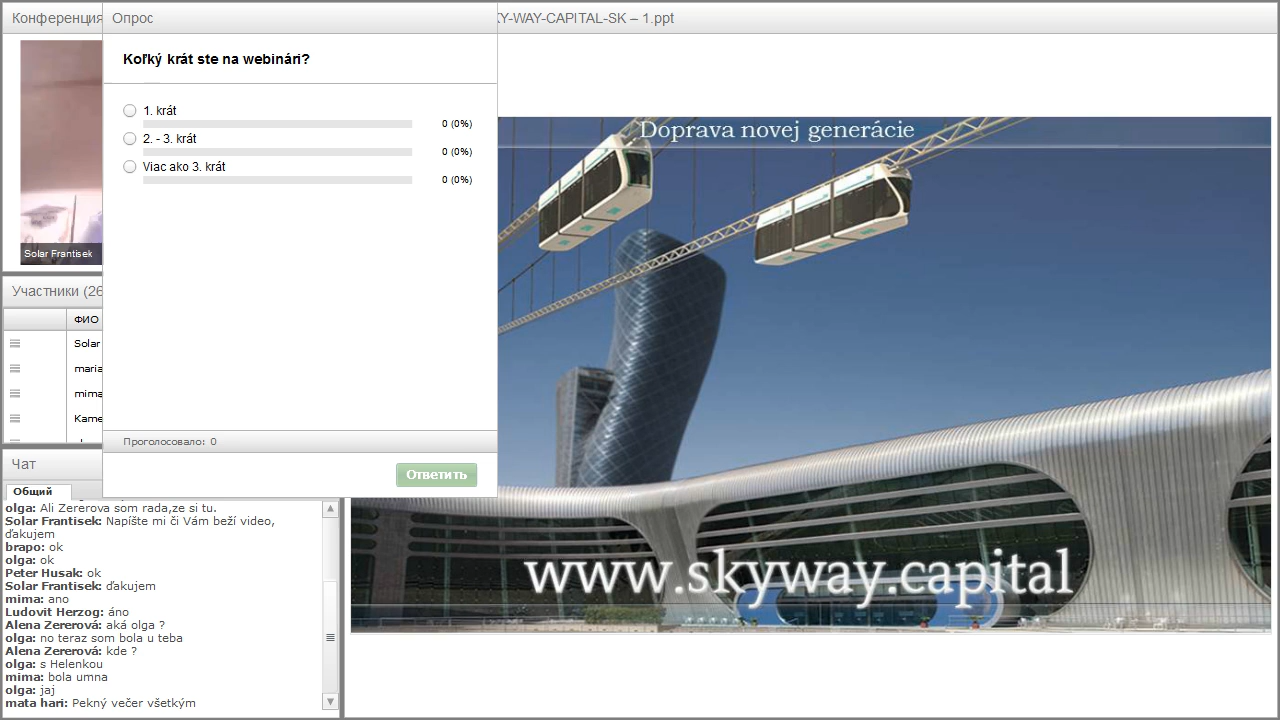 Конференция
Опрос
Y-WAY-CAPITAL-SK – 1.ppt
Koľký krát ste na webinári?
1. krát
0 (0%)
2. - 3. krát
0 (0%)
Viac ako 3. krát
0 (0%)
Проголосовало: 0
Ответить
Solar Frantisek
Участники (26
ФИО
Solar
maria
mima
Kame
Чат
Общий
olga: Ali Zererova som rada,ze si tu.
Solar Frantisek: Napíšte mi či Vám beží video,
ďakujem
brapo: ok
olga: ok
Peter Husak: ok
Solar Frantisek: ďakujem
mima: ano
Ludovit Herzog: áno
Alena Zererová: aká olga ?
olga: no teraz som bola u teba
Alena Zererová: kde ?
olga: s Helenkou
mima: bola umna
olga: jaj
mata hari: Pekný večer všetkým
Doprava novej generácie
www.skyway.capital